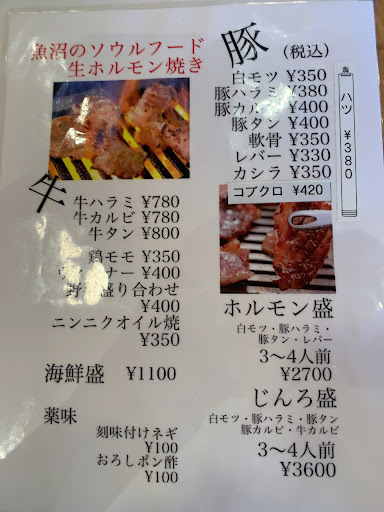 魚沼のソウルフード
生ホルモン焼き
豚 (税込)
白モツ ¥350
豚ハラミ ¥380
豚カルビ ¥400
豚タン ¥400
軟骨 ¥350
レバー ¥330
カシラ ¥350
コブクロ ¥420
ハツ ¥380
牛
牛ハラミ ¥780
牛カルビ ¥780
牛タン ¥800
鶏モモ ¥350
ウィンナー ¥400
野菜盛り合わせ
¥400
ニンニクオイル焼
¥350
海鮮盛 ¥1100
薬味
刻味付けネギ
¥100
おろしポン酢
¥100
ホルモン盛
白モツ・豚ハラミ・
豚タン・レバー
3〜4人前
¥2700
じんろ盛
白モツ・豚ハラミ・豚タン
豚カルビ・牛カルビ
3〜4人前
¥3600